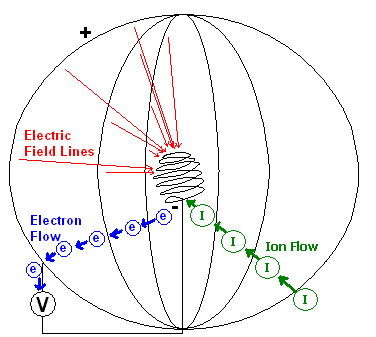 +
Electric
Field Lines
Electron
Flow
-
e
e
e
e
e
V
I
I
I
I
Ion Flow